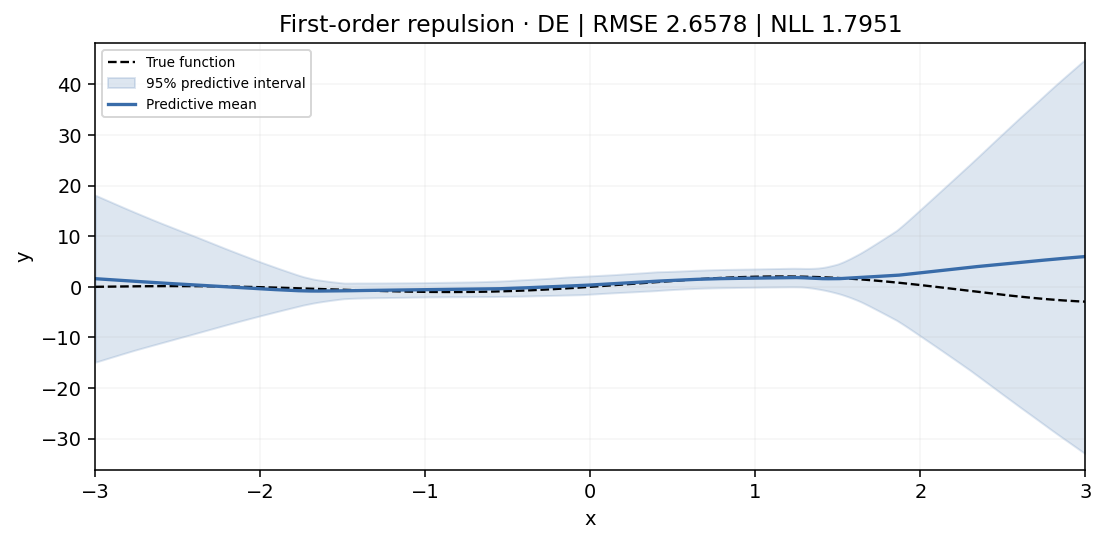 First-order repulsion · DE | RMSE 2.6578 | NLL 1.7951
True function
95% predictive interval
Predictive mean
40
30
20
10
0
−10
−20
−30
y
−3
−2
−1
0
1
2
3
x